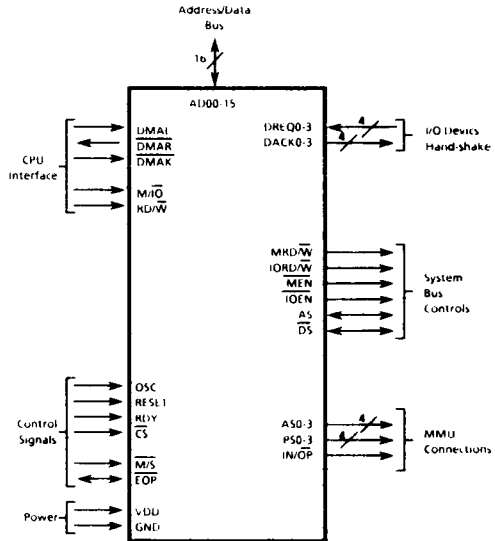 Address/Data
Bus
16
AD00-15
CPU
Interface
DMAE
DMAR
DMAK
M/IO
RD/W
DREQ0-3
DACK0-3
4
4
I/O Devics
Hand-shake
MRD/W
IORD/W
MEN
IOEN
AS
DS
System
Bus
Controls
Control
Signals
OSC
RESET
RDY
CS
M/S
EOP
AS0-3
PS0-3
IN/OP
4
4
MMU
Connections
Power
VDD
GND